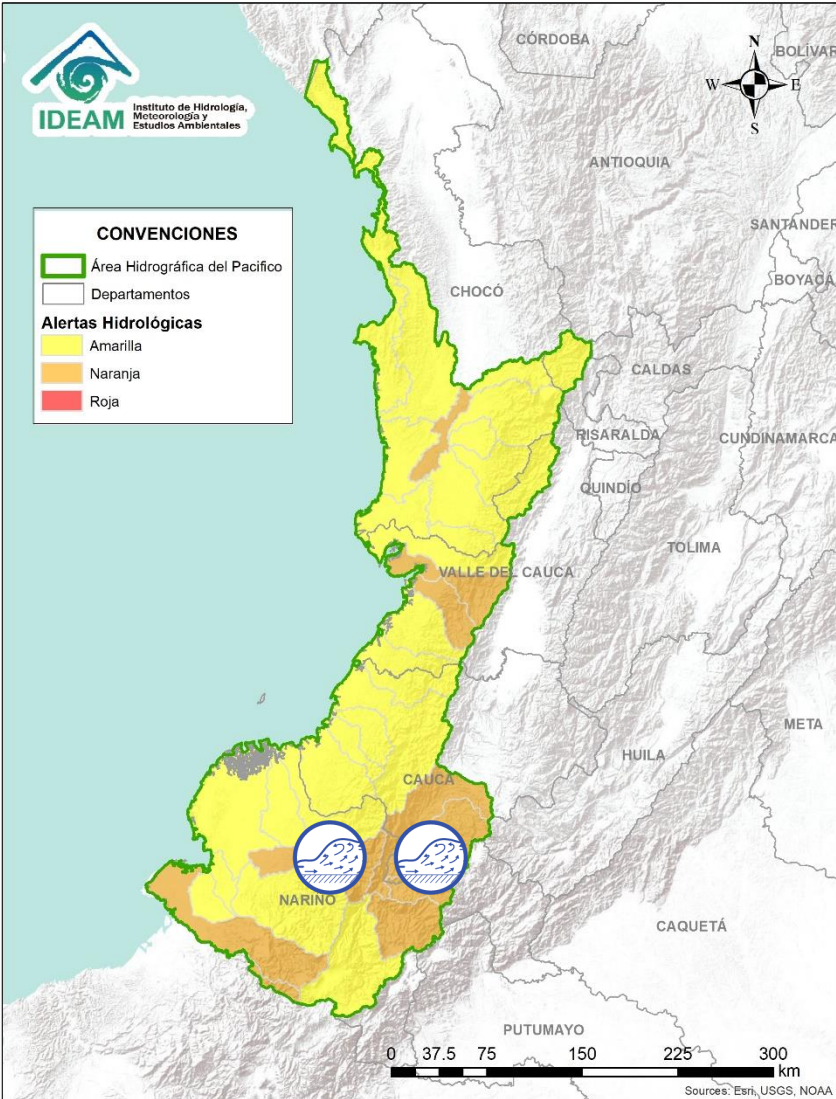 IDEAM
Instituto de Hidrología,
Meteorología y
Estudios Ambientales
CONVENCIONES
Área Hidrográfica del Pacifico
Departamentos
Alertas Hidrológicas
Amarilla
Naranja
Roja
N
W
E
S
CÓRDOBA
BOLÍVAR
ANTIOQUIA
SANTANDER
BOYACÁ
CHOCÓ
CALDAS
RISARALDA
CUNDINAMARCA
QUINDÍO
TOLIMA
VALLE DEL CAUCA
META
HUILA
CAUCA
NARIÑO
CAQUETÁ
PUTUMAYO
0 37.5 75 150 225 300
km
Sources: Esri, USGS, NOAA